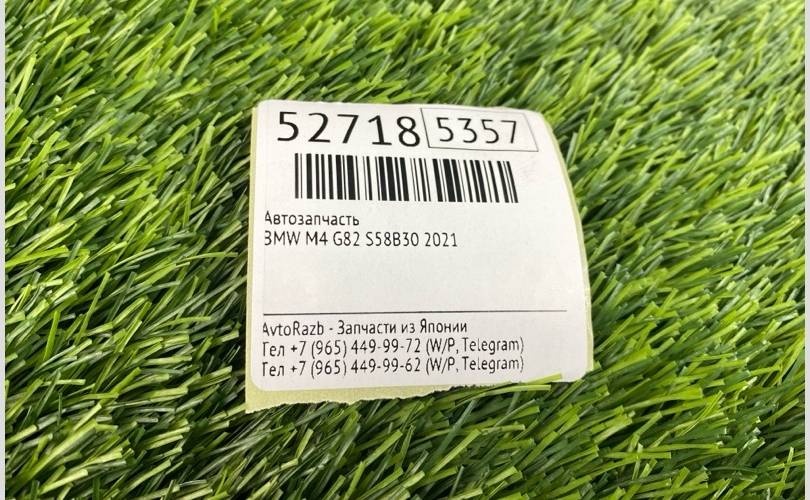 52718 5357
Автозапчасть
BMW M4 G82 S58B30 2021
AvtoRazb - Запчасти из Японии
Тел +7 (965) 449-99-72 (W/P, Telegram)
Тел +7 (965) 449-99-62 (W/P, Telegram)